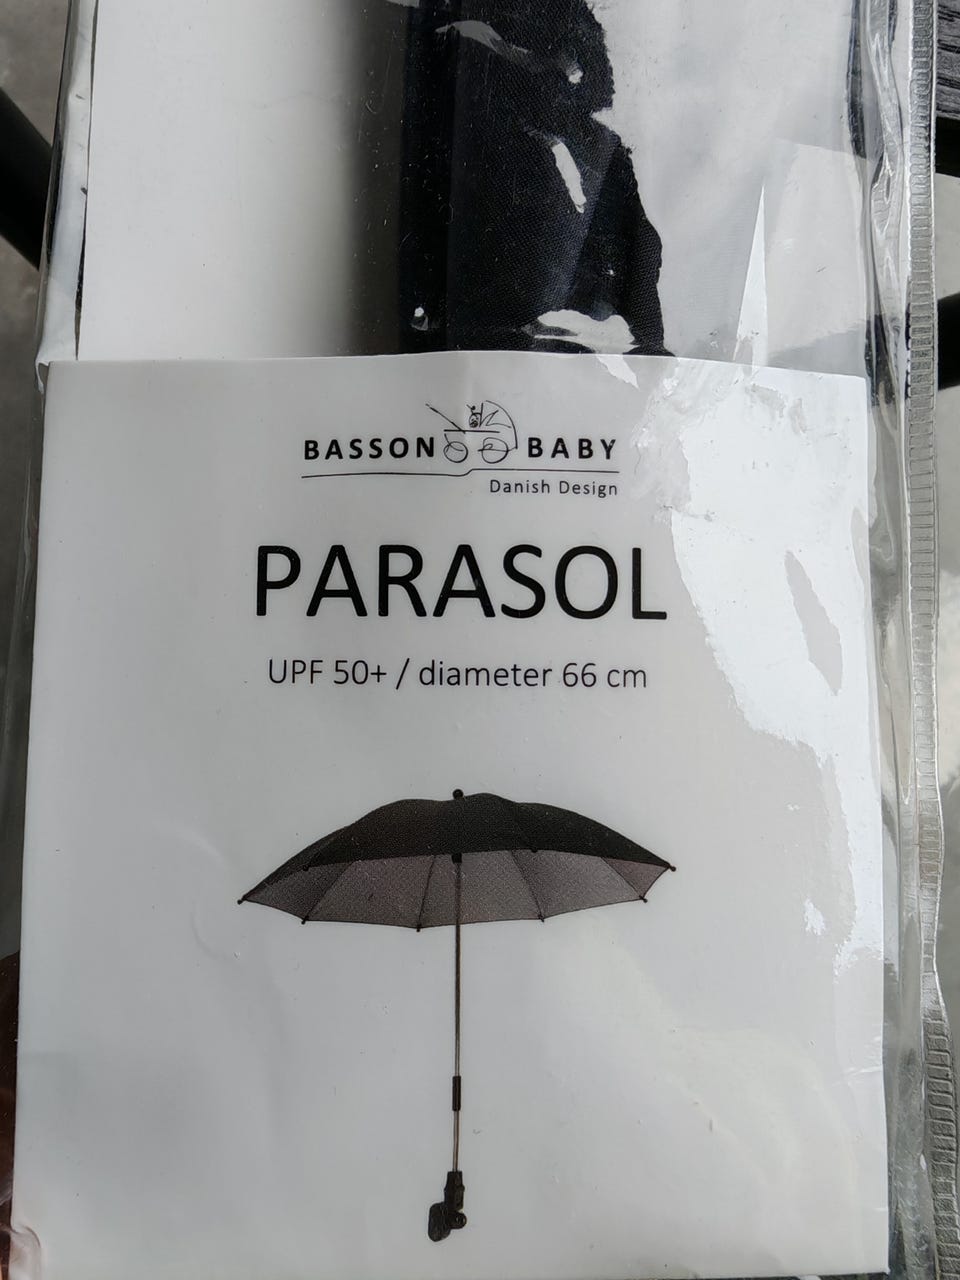 BASSON BABY
Danish Design
PARASOL
UPF 50+ / diameter 66 cm